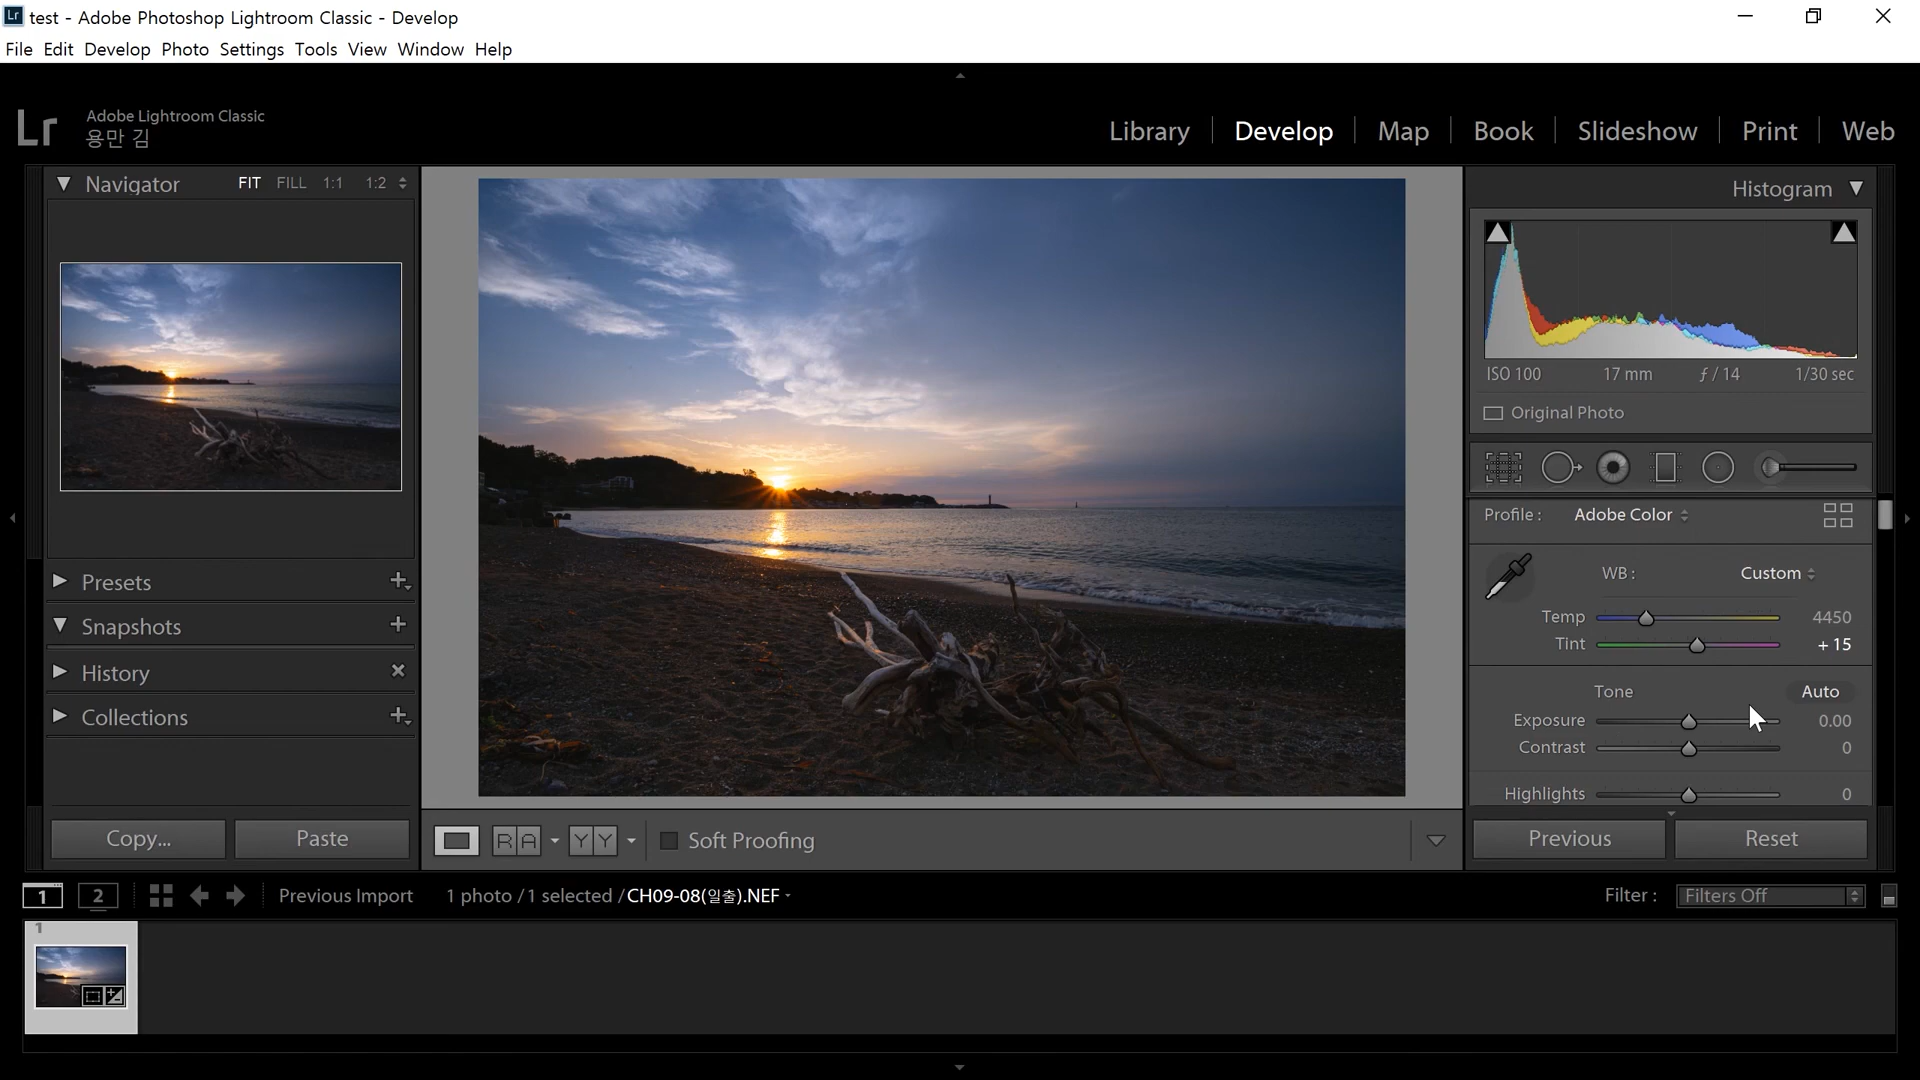 Lr test - Adobe Photoshop Lightroom Classic - Develop
File Edit Develop Photo Settings Tools View Window Help
Lr
Adobe Lightroom Classic
용만 김
Library Develop Map Book Slideshow Print Web
Navigator FIT FILL 1:1 1:2
Histogram
ISO 100 17 mm ƒ / 14 1/30 sec
Original Photo
Profile : Adobe Color
WB : Custom
Temp 4450
Tint + 15
Tone Auto
Exposure 0.00
Contrast 0
Highlights 0
Presets
Snapshots
History
Collections
Copy... Paste
R A Y Y Soft Proofing
Previous Reset
1 2 Previous Import 1 photo / 1 selected / CH09-08(일출).NEF
Filter : Filters Off
1